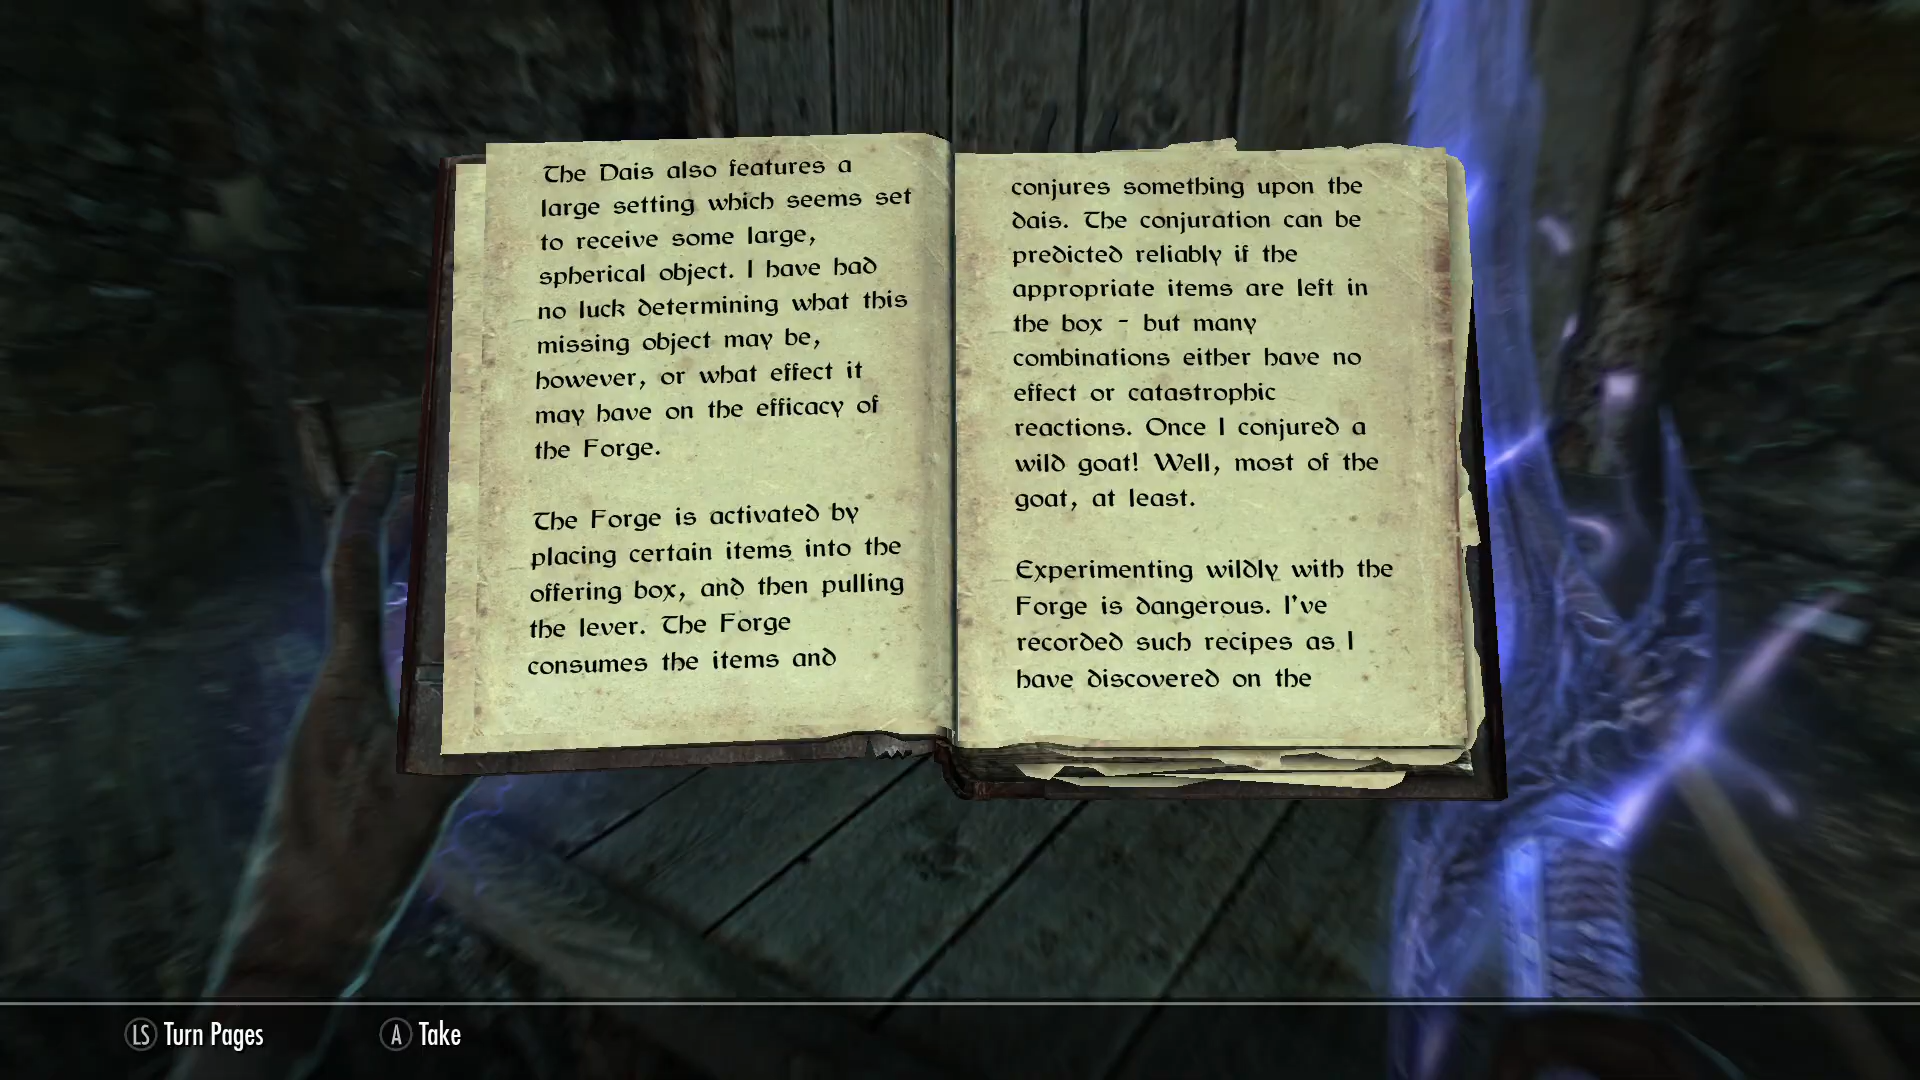 The Dais also features a
large setting which seems set
to receive some large,
spherical object. I have had
no luck determining what this
missing object may be,
however, or what effect it
may have on the efficacy of
the Forge.
The Forge is activated by
placing certain items into the
offering box, and then pulling
the lever. The Forge
consumes the items and
conjures something upon the
dais. The conjuration can be
predicted reliably if the
appropriate items are left in
the box - but many
combinations either have no
effect or catastrophic
reactions. Once I conjured a
wild goat! Well, most of the
goat, at least.
Experimenting wildly with the
Forge is dangerous. I've
recorded such recipes as I
have discovered on the
LS Turn Pages
A Take